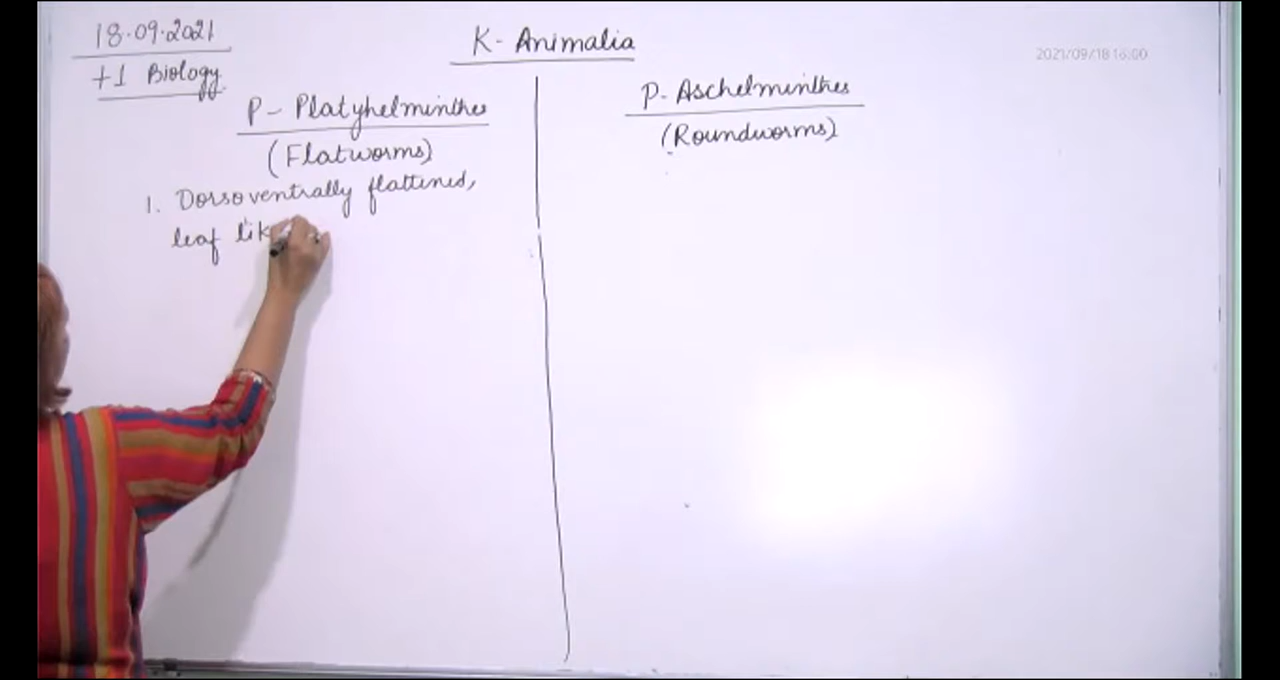 18.09.2021
+1 Biology
K- Animalia
2021/09/18 16:00
P - Platyhelminthes
(Flatworms)
1. Dorsoventrally flattened,
leaf lik
P- Aschelminthes
(Roundworms)